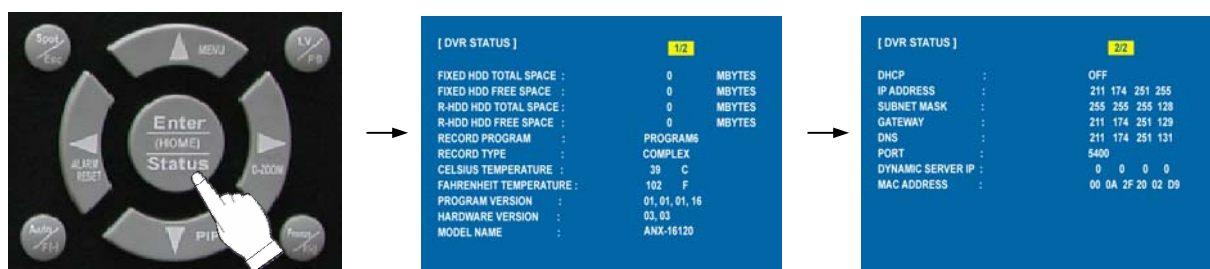 Spot/
Esc
MENU
I.V/
PB
Enter
(HOME)
Status
ALARM
RESET
D-ZOOM
Auto/
PIP
[ DVR STATUS ]
1/2
FIXED HDD TOTAL SPACE : 0 MBYTES
FIXED HDD FREE SPACE : 0 MBYTES
R-HDD HDD TOTAL SPACE : 0 MBYTES
R-HDD HDD FREE SPACE : 0 MBYTES
RECORD PROGRAM : PROGRAM6
RECORD TYPE : COMPLEX
CELSIUS TEMPERATURE : 39 C
FAHRENHEIT TEMPERATURE : 102 F
PROGRAM VERSION : 01, 01, 01, 16
HARDWARE VERSION : 03, 03
MODEL NAME : ANX-16120
[ DVR STATUS ]
2/2
DHCP : OFF
IP ADDRESS : 211 174 251 255
SUBNET MASK : 255 255 255 128
GATEWAY : 211 174 251 129
DNS : 211 174 251 131
PORT : 5400
DYNAMIC SERVER IP : 0 0 0 0
MAC ADDRESS : 00 0A 2F 20 02 D9